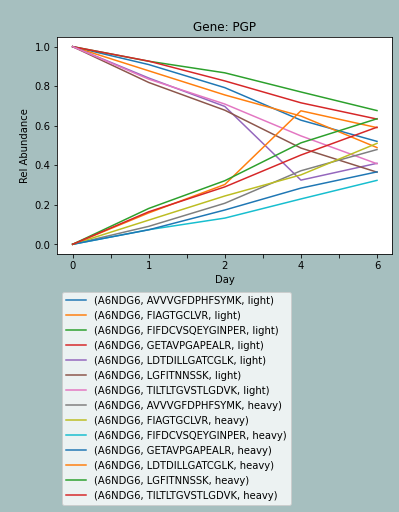 Gene: PGP
1.0
0.8
0.6
0.4
0.2
0.0
Rel Abundance
0 1 2 4 6
Day
(A6NDG6, AVVVGFDPHFSYMK, light)
(A6NDG6, FIAGTGCLVR, light)
(A6NDG6, FIFDCVSQEYGINPER, light)
(A6NDG6, GETAVPGAPEALR, light)
(A6NDG6, LDTDILLGATCGLK, light)
(A6NDG6, LGFITNNSSK, light)
(A6NDG6, TILTLTGVSTLGDVK, light)
(A6NDG6, AVVVGFDPHFSYMK, heavy)
(A6NDG6, FIAGTGCLVR, heavy)
(A6NDG6, FIFDCVSQEYGINPER, heavy)
(A6NDG6, GETAVPGAPEALR, heavy)
(A6NDG6, LDTDILLGATCGLK, heavy)
(A6NDG6, LGFITNNSSK, heavy)
(A6NDG6, TILTLTGVSTLGDVK, heavy)